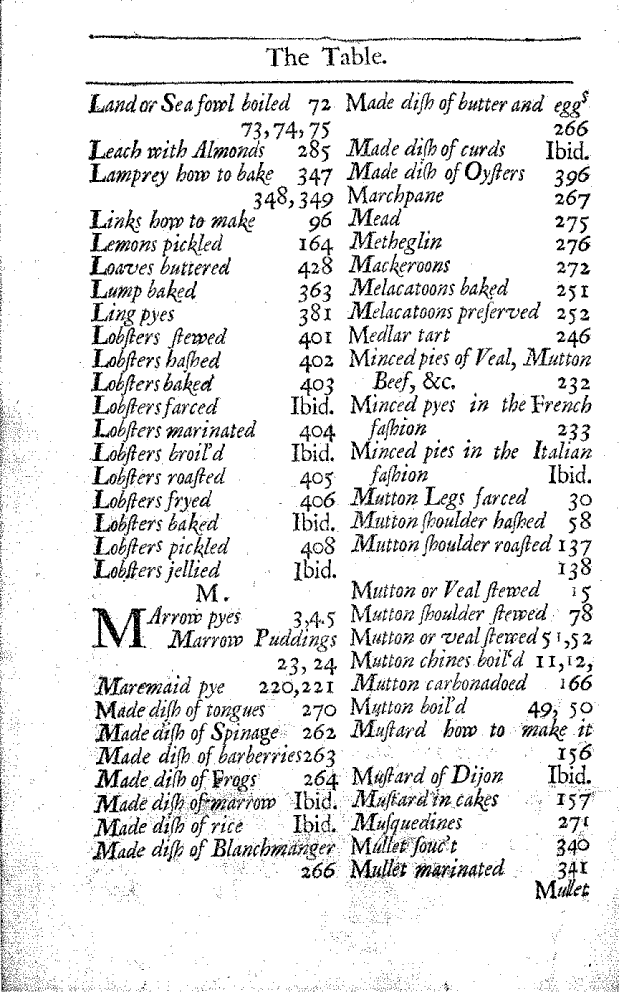 The Table.
Land or Sea fowl boiled 72
73,74,75
Leach with Almonds 285
Lamprey how to bake 347
348,349
Links how to make 96
Lemons pickled 164
Loaves buttered 428
Lump baked 363
Ling pyes 381
Lobſters ſtewed 401
Lobſters haſhed 402
Lobſters baked 403
Lobſters farced Ibid.
Lobſters marinated 404
Lobſters broil'd Ibid.
Lobſters roaſted 405
Lobſters fryed 406
Lobſters baked Ibid.
Lobſters pickled 408
Lobſters jellied Ibid.
M.
MArrow pyes 3,4.5
Marrow Puddings
23, 24
Maremaid pye 220,221
Made diſh of tongues 270
Made diſh of Spinage 262
Made diſh of barberries 263
Made diſh of Frogs 264
Made diſh of marrow Ibid.
Made diſh of rice Ibid.
Made diſh of Blanchmanger
266
Made diſh of butter and eggs
266
Made diſh of curds Ibid.
Made diſh of Oyſters 396
Marchpane 267
Mead 275
Metheglin 276
Mackeroons 272
Melacatoons baked 251
Melacatoons preſerved 252
Medlar tart 246
Minced pies of Veal, Mutton
Beef, &c. 232
Minced pyes in the French
faſhion 233
Minced pies in the Italian
faſhion Ibid.
Mutton Legs farced 30
Mutton ſhoulder haſhed 58
Mutton ſhoulder roaſted 137
138
Mutton or Veal ſtewed 15
Mutton ſhoulder ſtewed 78
Mutton or veal ſtewed 51,52
Mutton chines boil'd 11,12,
Mutton carbonadoed 166
Mutton boil'd 49, 50
Muſtard how to make it
156
Muſtard of Dijon Ibid.
Muſtard in cakes 157
Muſquedines 271
Mullet ſouc't 340
Mullet marinated 341
Mullet